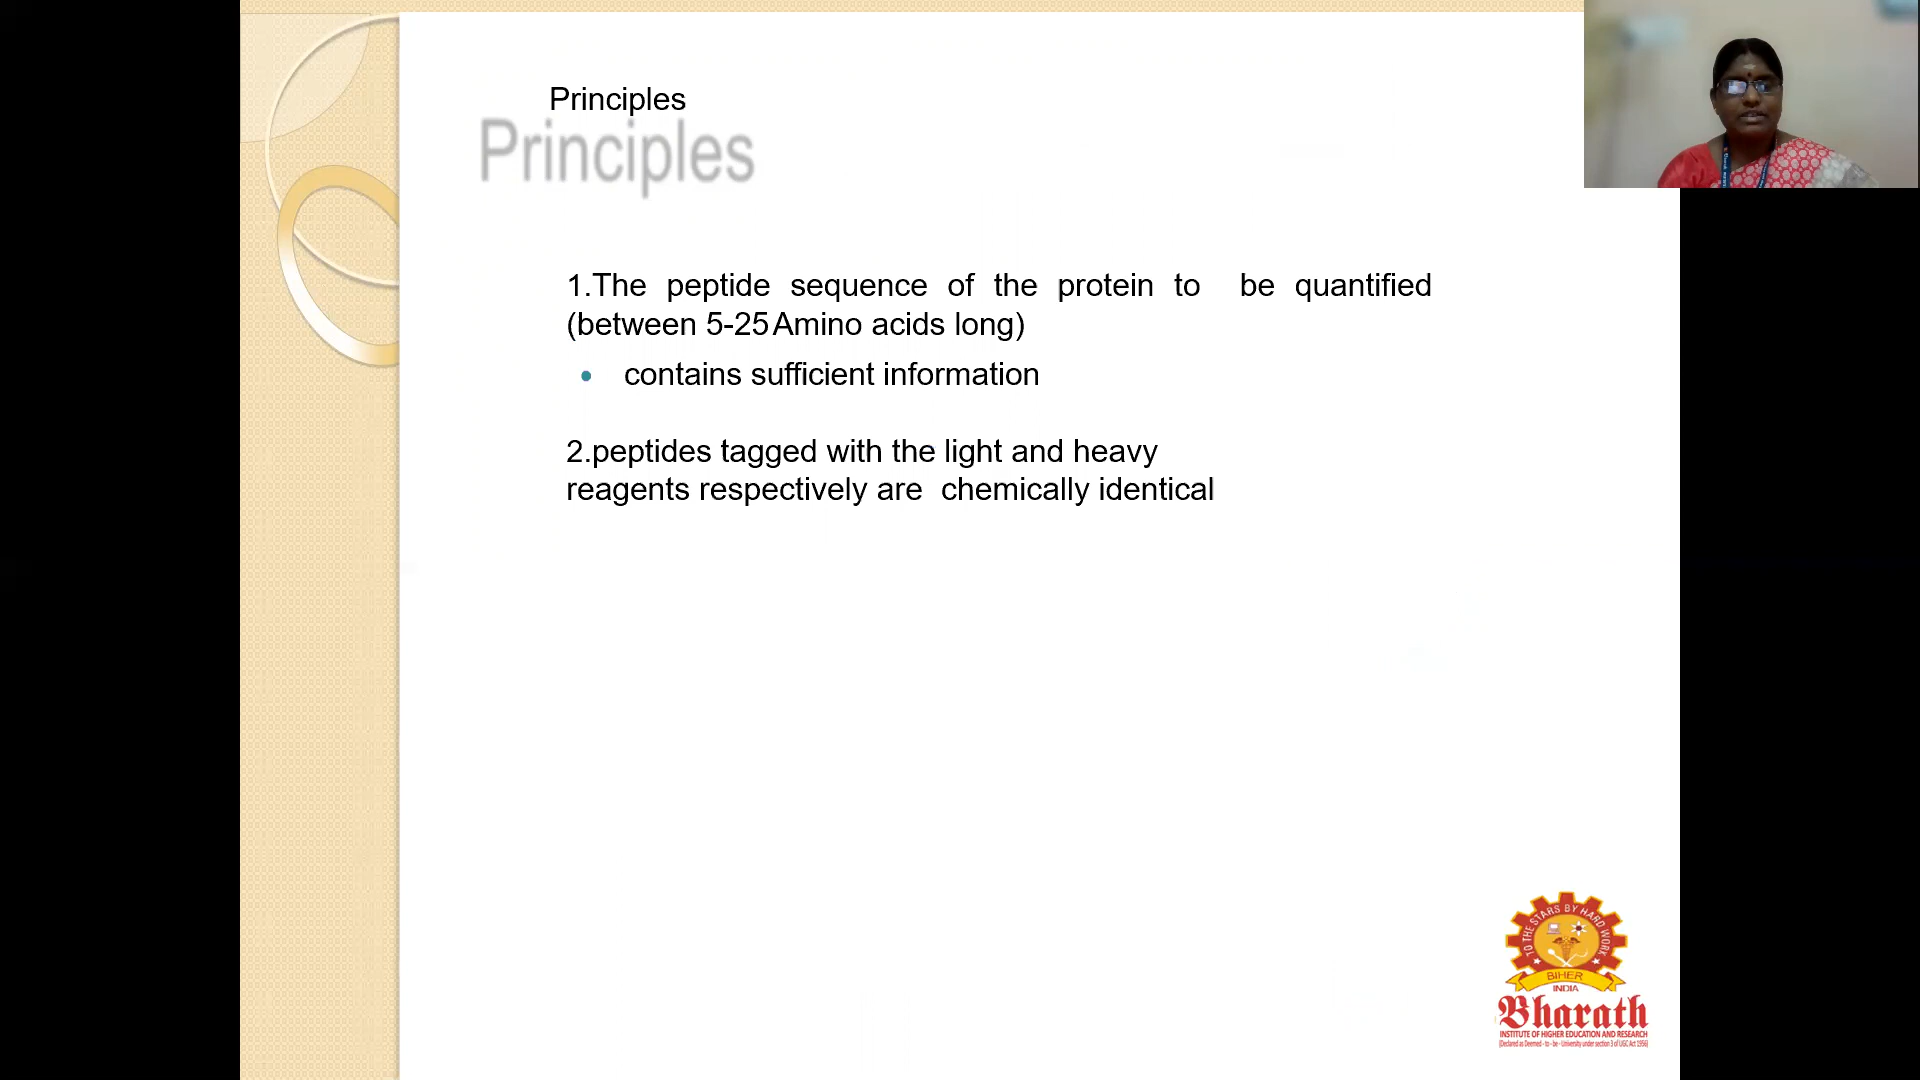 Principles
Principles
1.The peptide sequence of the protein to be quantified
(between 5-25 Amino acids long)
• contains sufficient information
2.peptides tagged with the light and heavy
reagents respectively are chemically identical
TO THE STARS BY HARD WORK
BIHER
INDIA
Bharath
INSTITUTE OF HIGHER EDUCATION AND RESEARCH
(Declared as Deemed - to - be - University under section 3 of UGC Act 1956)